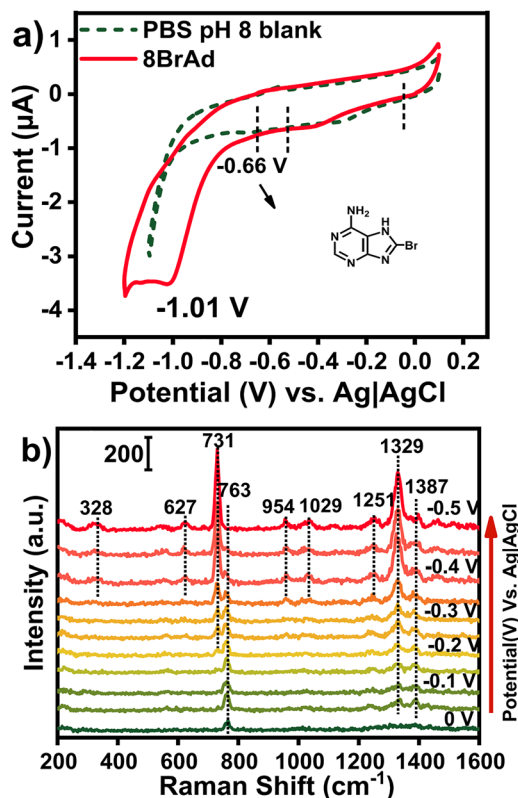 a)
PBS pH 8 blank
8BrAd
Current (µA)
1
0
-1
-2
-3
-4
-0.66 V
-1.01 V
NH₂
H
N
N
N
N
Br
-1.4 -1.2 -1.0 -0.8 -0.6 -0.4 -0.2 0.0 0.2
Potential (V) vs. Ag|AgCl
b)
200
731
763
1329
328
627
954
1029
1251
1387
-0.5 V
-0.4 V
-0.3 V
-0.2 V
-0.1 V
0 V
Intensity (a.u.)
Potential(V) Vs. Ag|AgCl
200 400 600 800 1000 1200 1400 1600
Raman Shift (cm⁻¹)